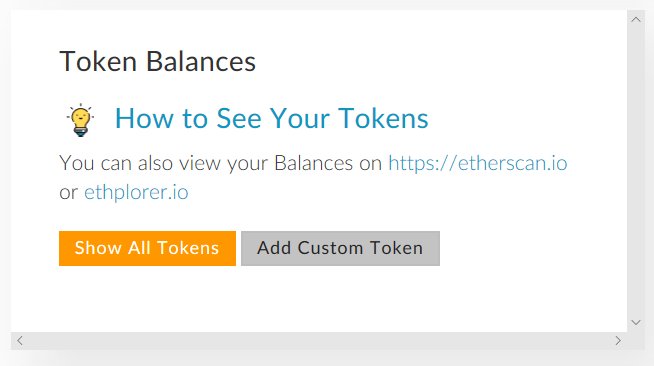 Token Balances
How to See Your Tokens
You can also view your Balances on https://etherscan.io
or ethplorer.io
Show All Tokens Add Custom Token